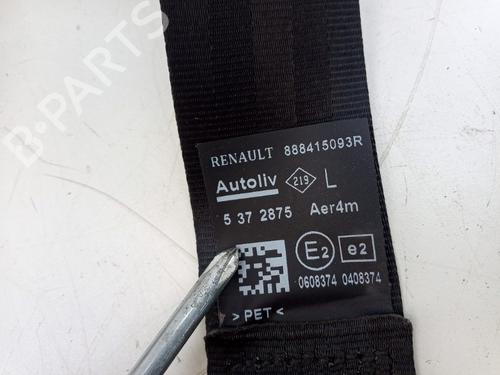 B-PARTS
RENAULT 888415093R
Autoliv 219 L
5 37 2875 Aer4m
E2 e2
0608374 0408374
> >PET<